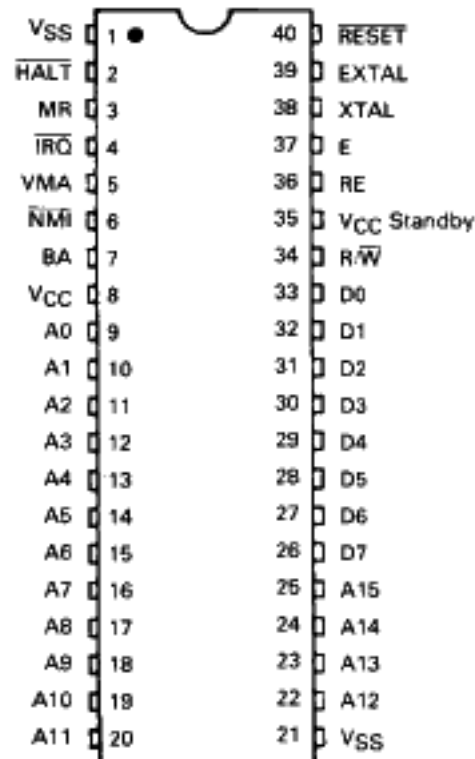 VSS 1 40 RESET
HALT 2 39 EXTAL
MR 3 38 XTAL
IRQ 4 37 E
VMA 5 36 RE
NMI 6 35 VCC Standby
BA 7 34 R/W
VCC 8 33 D0
A0 9 32 D1
A1 10 31 D2
A2 11 30 D3
A3 12 29 D4
A4 13 28 D5
A5 14 27 D6
A6 15 26 D7
A7 16 25 A15
A8 17 24 A14
A9 18 23 A13
A10 19 22 A12
A11 20 21 VSS